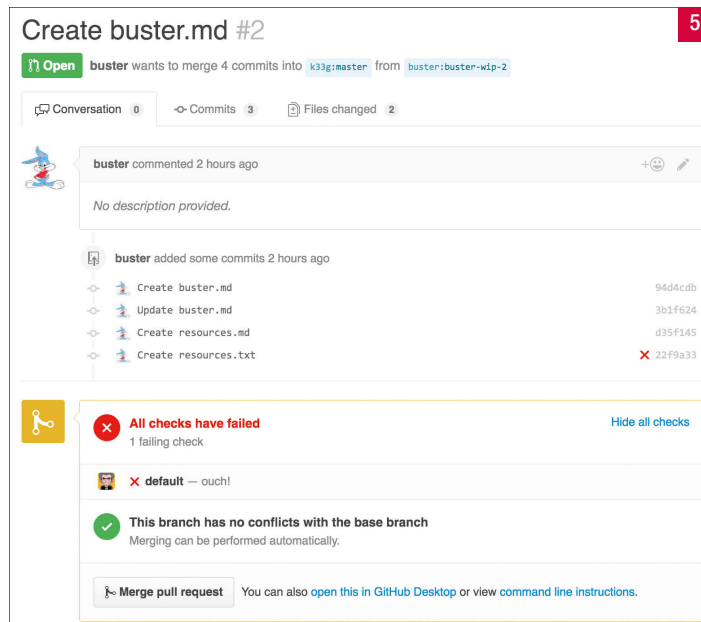 Create buster.md #2
5
Open buster wants to merge 4 commits into k33g:master from buster:buster-wip-2
Conversation 0 Commits 3 Files changed 2
buster commented 2 hours ago
No description provided.
buster added some commits 2 hours ago
Create buster.md 94d4cdb
Update buster.md 3b1f624
Create resources.md d35f145
Create resources.txt 22f9a33
All checks have failed Hide all checks
1 failing check
default — ouch!
This branch has no conflicts with the base branch
Merging can be performed automatically.
Merge pull request You can also open this in GitHub Desktop or view command line instructions.